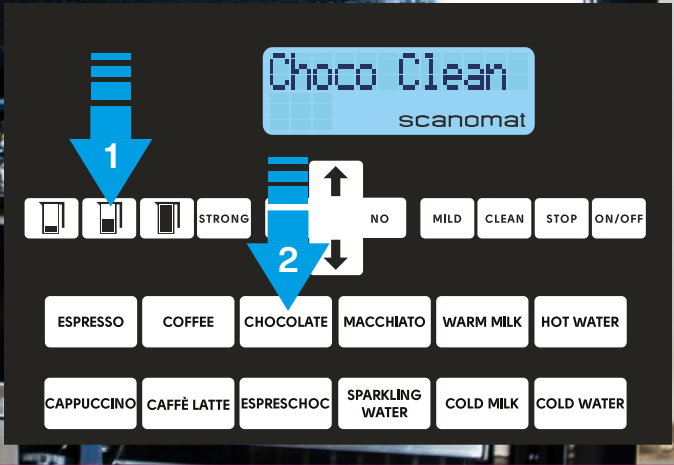 Choco Clean
scanomat
1
STRONG
NO
MILD
CLEAN
STOP
ON/OFF
2
ESPRESSO
COFFEE
CHOCOLATE
MACCHIATO
WARM MILK
HOT WATER
CAPPUCCINO
CAFFÈ LATTE
ESPRESCHOC
SPARKLING
WATER
COLD MILK
COLD WATER